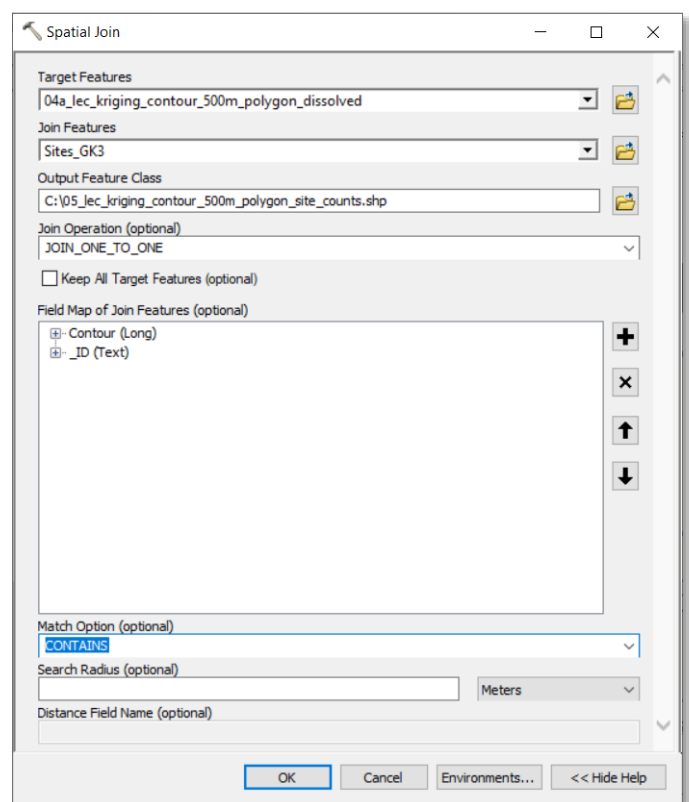 Spatial Join
Target Features
04a_lec_kriging_contour_500m_polygon_dissolved
Join Features
Sites_GK3
Output Feature Class
C:\05_lec_kriging_contour_500m_polygon_site_counts.shp
Join Operation (optional)
JOIN_ONE_TO_ONE
Keep All Target Features (optional)
Field Map of Join Features (optional)
Contour (Long)
_ID (Text)
Match Option (optional)
CONTAINS
Search Radius (optional)
Meters
Distance Field Name (optional)
OK Cancel Environments... << Hide Help